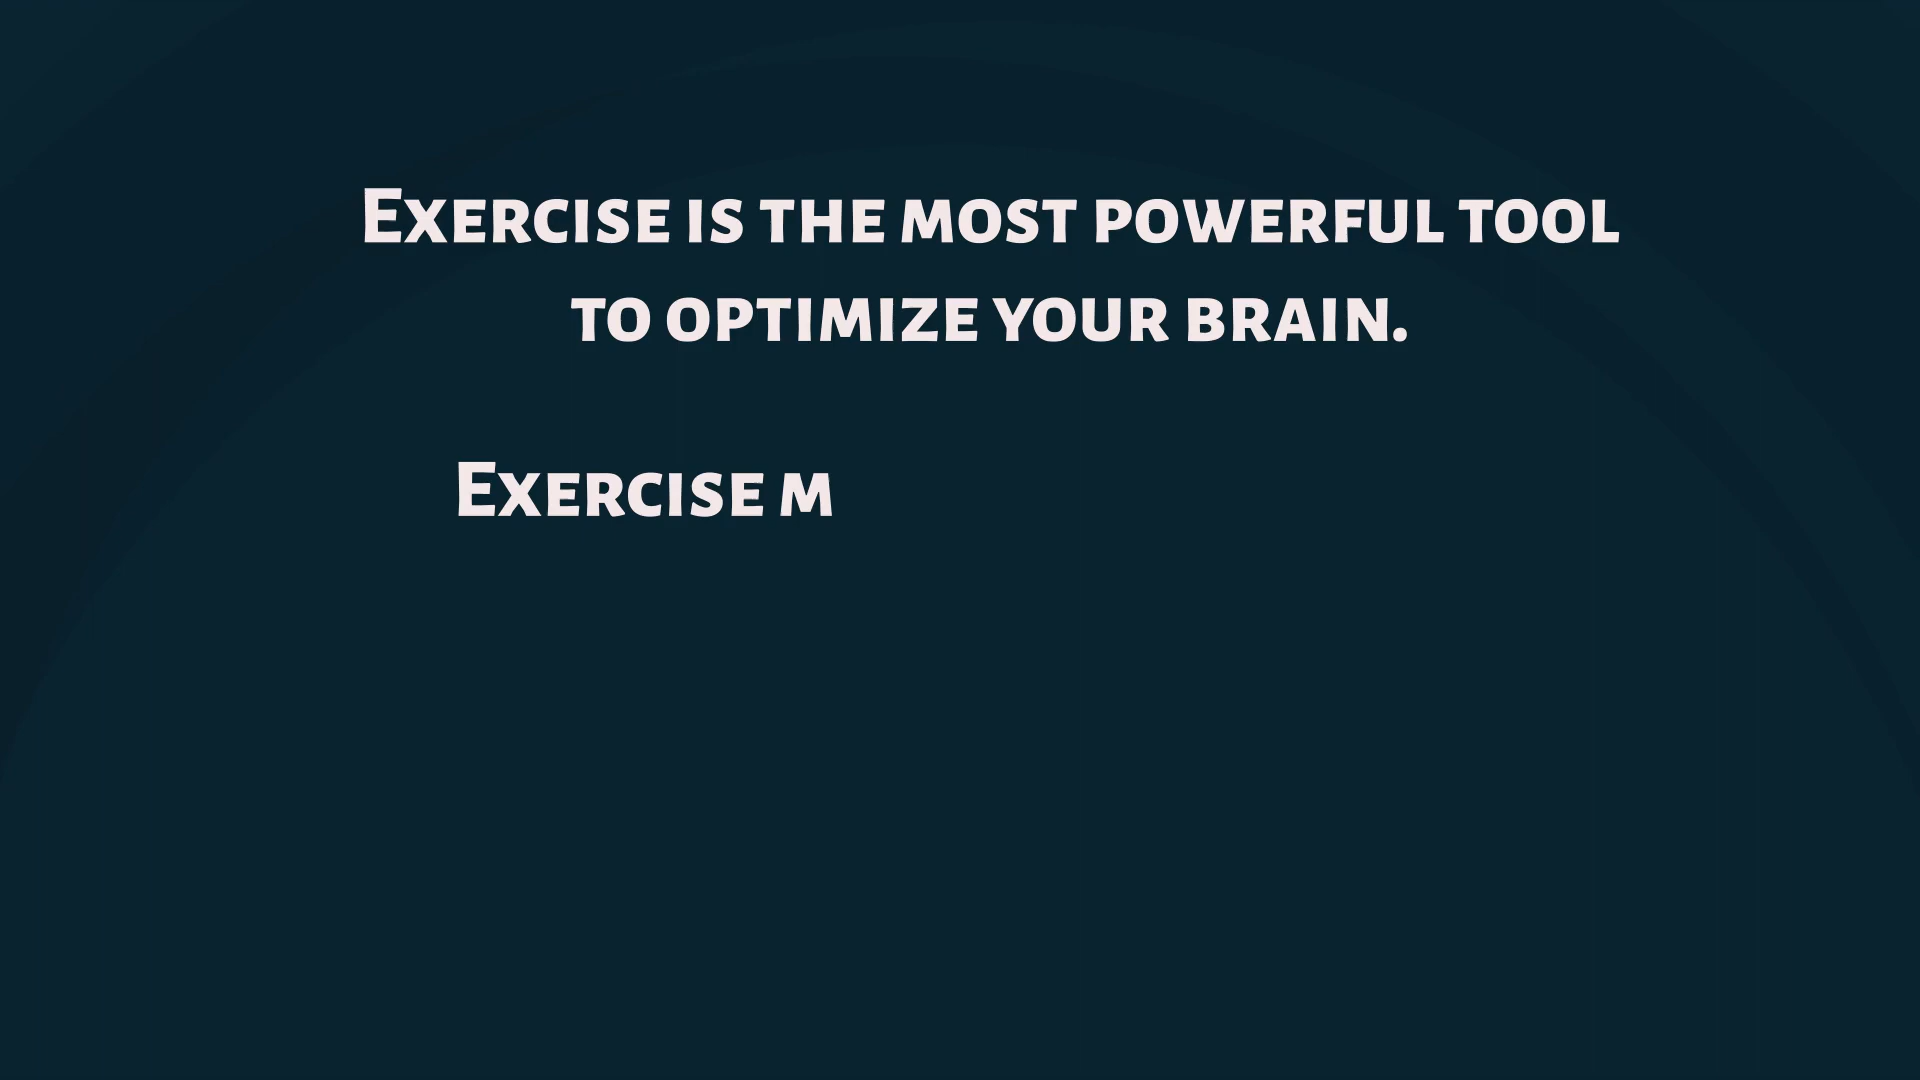 Exercise is the most powerful tool
to optimize your brain.
Exercise m